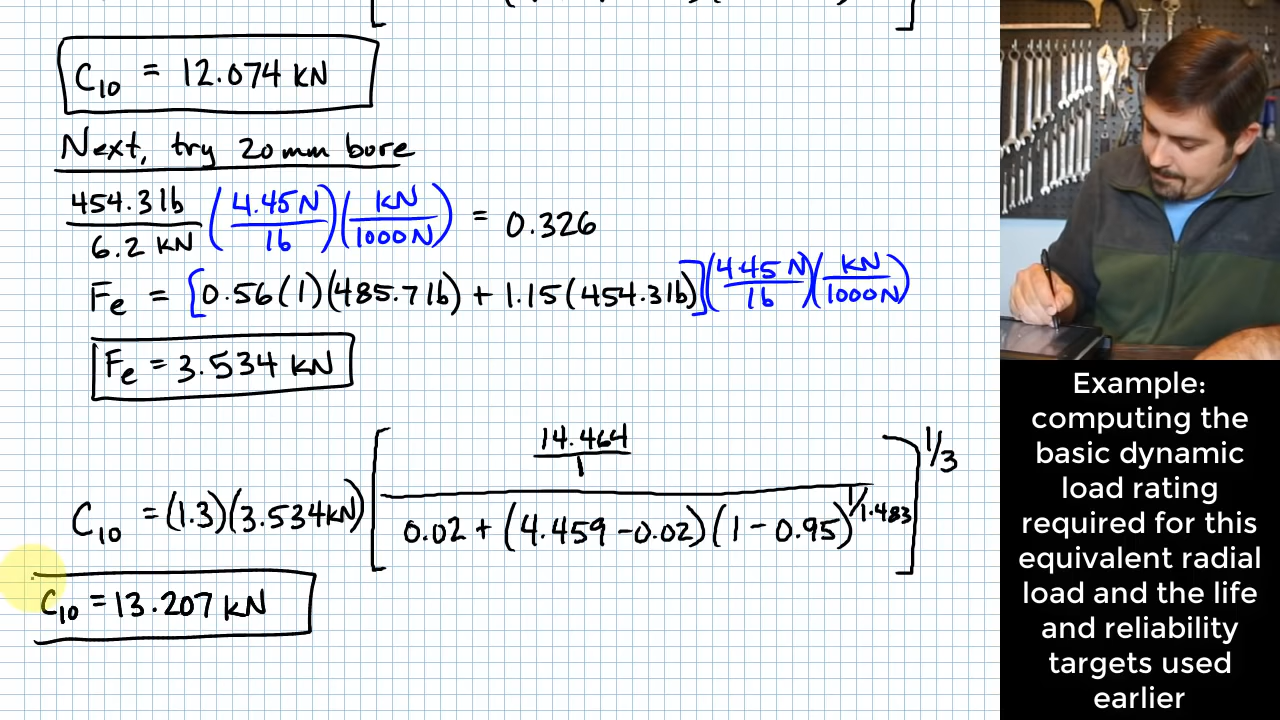 C10 = 12.074 KN
Next, try 20mm bore
454.3 lb / 6.2 KN (4.45 N / lb)(KN / 1000 N) = 0.326
Fe = [0.56(1)(485.7 lb) + 1.15(454.3 lb)](4.45 N / lb)(KN / 1000 N)
Fe = 3.534 KN
C10 = (1.3)(3.534 KN) [ (14.464 / 1) / (0.02 + (4.459 - 0.02)(1 - 0.95)^1/1.483) ]^1/3
C10 = 13.207 KN
Example:
computing the
basic dynamic
load rating
required for this
equivalent radial
load and the life
and reliability
targets used
earlier